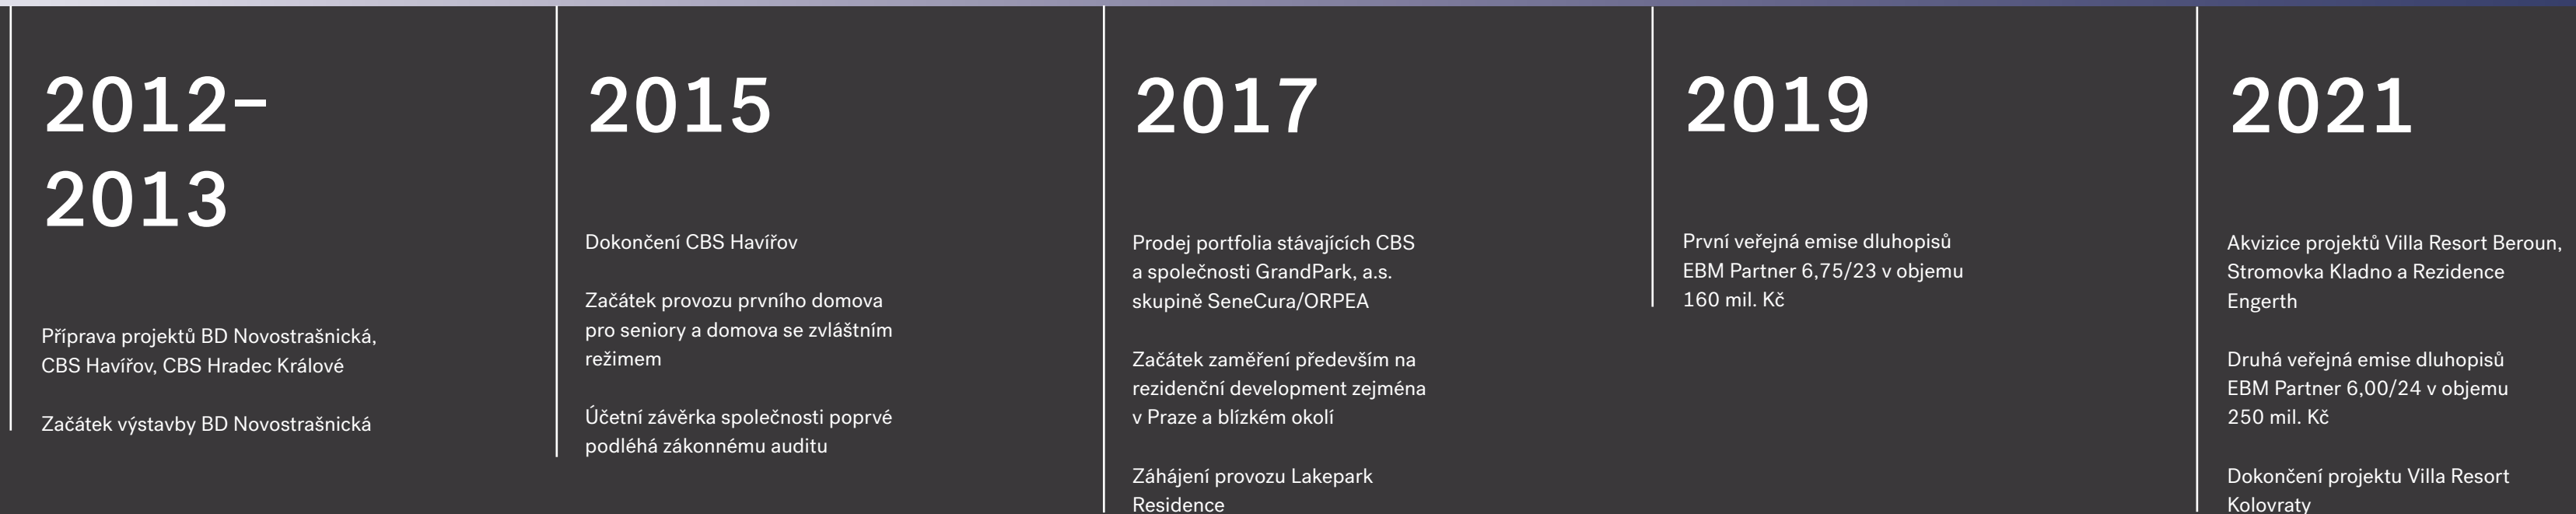 2012–
2013
Příprava projektů BD Novostrašnická,
CBS Havířov, CBS Hradec Králové
Začátek výstavby BD Novostrašnická
2015
Dokončení CBS Havířov
Začátek provozu prvního domova
pro seniory a domova se zvláštním
režimem
Účetní závěrka společnosti poprvé
podléhá zákonnému auditu
2017
Prodej portfolia stávajících CBS
a společnosti GrandPark, a.s.
skupině SeneCura/ORPEA
Začátek zaměření především na
rezidenční development zejména
v Praze a blízkém okolí
Záhájení provozu Lakepark
Residence
2019
První veřejná emise dluhopisů
EBM Partner 6,75/23 v objemu
160 mil. Kč
2021
Akvizice projektů Villa Resort Beroun,
Stromovka Kladno a Rezidence
Engerth
Druhá veřejná emise dluhopisů
EBM Partner 6,00/24 v objemu
250 mil. Kč
Dokončení projektu Villa Resort
Kolovraty